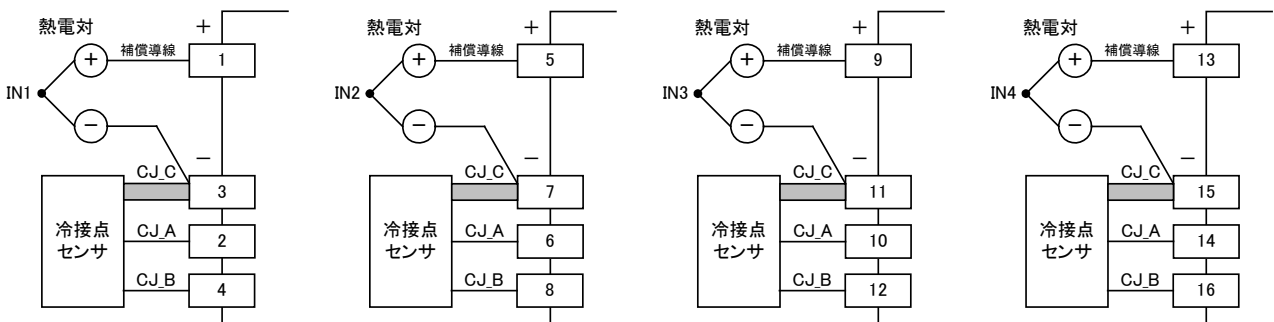 熱電対
+
+
補償導線
1
IN1
−
−
CJ_C
3
冷接点
センサ
CJ_A
2
CJ_B
4
熱電対
+
+
補償導線
5
IN2
−
−
CJ_C
7
冷接点
センサ
CJ_A
6
CJ_B
8
熱電対
+
+
補償導線
9
IN3
−
−
CJ_C
11
冷接点
センサ
CJ_A
10
CJ_B
12
熱電対
+
+
補償導線
13
IN4
−
−
CJ_C
15
冷接点
センサ
CJ_A
14
CJ_B
16